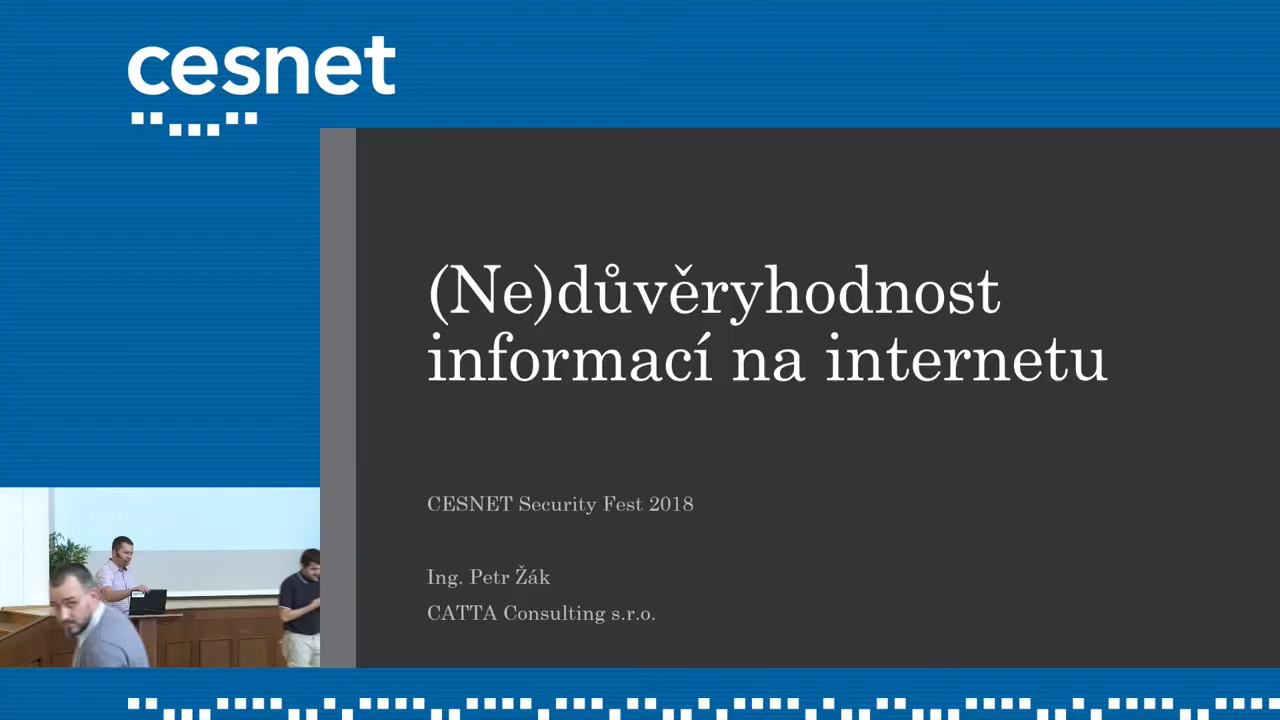 cesnet
(Ne)důvěryhodnost
informací na internetu
CESNET Security Fest 2018
Ing. Petr Žák
CATTA Consulting s.r.o.